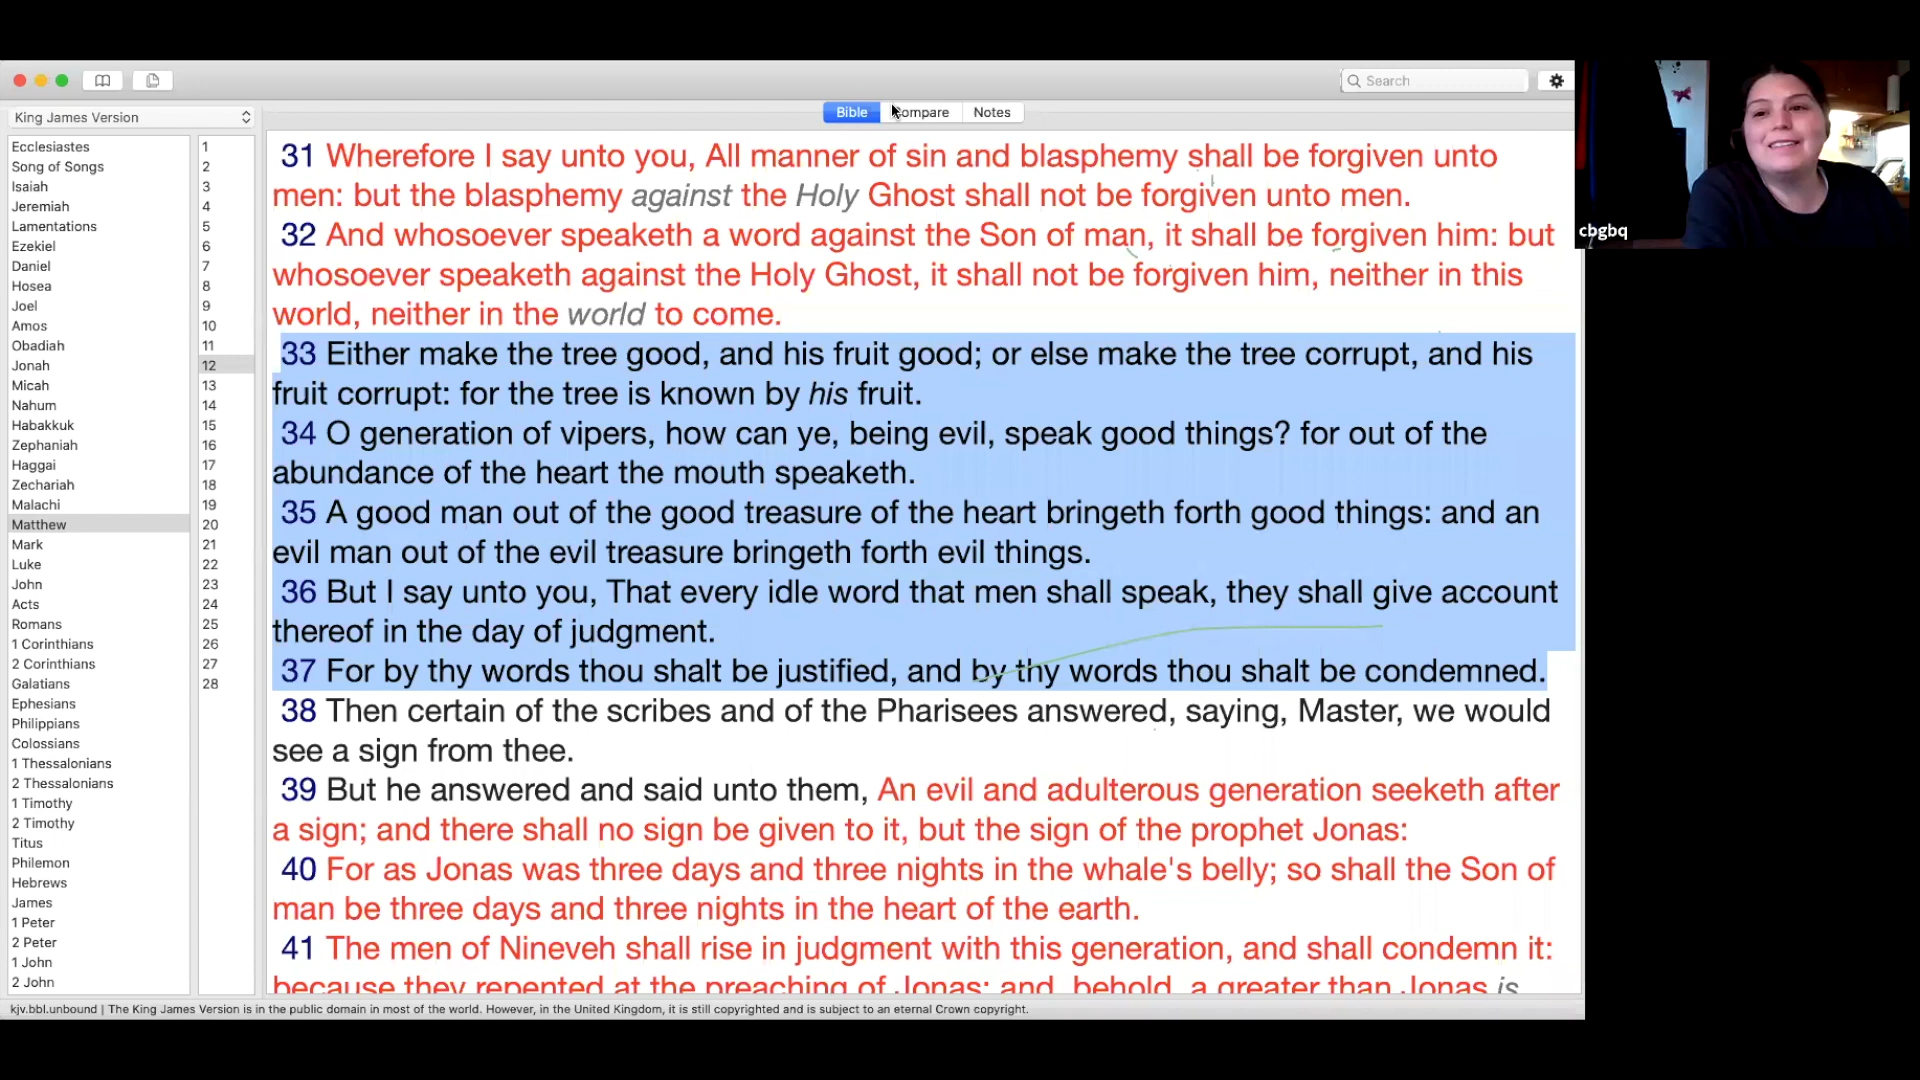 Search
King James Version
Bible
ompare
Notes
Ecclesiastes
Song of Songs
Isaiah
Jeremiah
Lamentations
Ezekiel
Daniel
Hosea
Joel
Amos
Obadiah
Jonah
Micah
Nahum
Habakkuk
Zephaniah
Haggai
Zechariah
Malachi
Matthew
Mark
Luke
John
Acts
Romans
1 Corinthians
2 Corinthians
Galatians
Ephesians
Philippians
Colossians
1 Thessalonians
2 Thessalonians
1 Timothy
2 Timothy
Titus
Philemon
Hebrews
James
1 Peter
2 Peter
1 John
2 John
1
2
3
4
5
6
7
8
9
10
11
12
13
14
15
16
17
18
19
20
21
22
23
24
25
26
27
28
31 Wherefore I say unto you, All manner of sin and blasphemy shall be forgiven unto
men: but the blasphemy against the Holy Ghost shall not be forgiven unto men.
32 And whosoever speaketh a word against the Son of man, it shall be forgiven him: but
whosoever speaketh against the Holy Ghost, it shall not be forgiven him, neither in this
world, neither in the world to come.
33 Either make the tree good, and his fruit good; or else make the tree corrupt, and his
fruit corrupt: for the tree is known by his fruit.
34 O generation of vipers, how can ye, being evil, speak good things? for out of the
abundance of the heart the mouth speaketh.
35 A good man out of the good treasure of the heart bringeth forth good things: and an
evil man out of the evil treasure bringeth forth evil things.
36 But I say unto you, That every idle word that men shall speak, they shall give account
thereof in the day of judgment.
37 For by thy words thou shalt be justified, and by thy words thou shalt be condemned.
38 Then certain of the scribes and of the Pharisees answered, saying, Master, we would
see a sign from thee.
39 But he answered and said unto them, An evil and adulterous generation seeketh after
a sign; and there shall no sign be given to it, but the sign of the prophet Jonas:
40 For as Jonas was three days and three nights in the whale's belly; so shall the Son of
man be three days and three nights in the heart of the earth.
41 The men of Nineveh shall rise in judgment with this generation, and shall condemn it:
because they repented at the preaching of Jonas; and, behold, a greater than Jonas is
kjv.bbl.unbound | The King James Version is in the public domain in most of the world. However, in the United Kingdom, it is still copyrighted and is subject to an eternal Crown copyright.
cbgbq